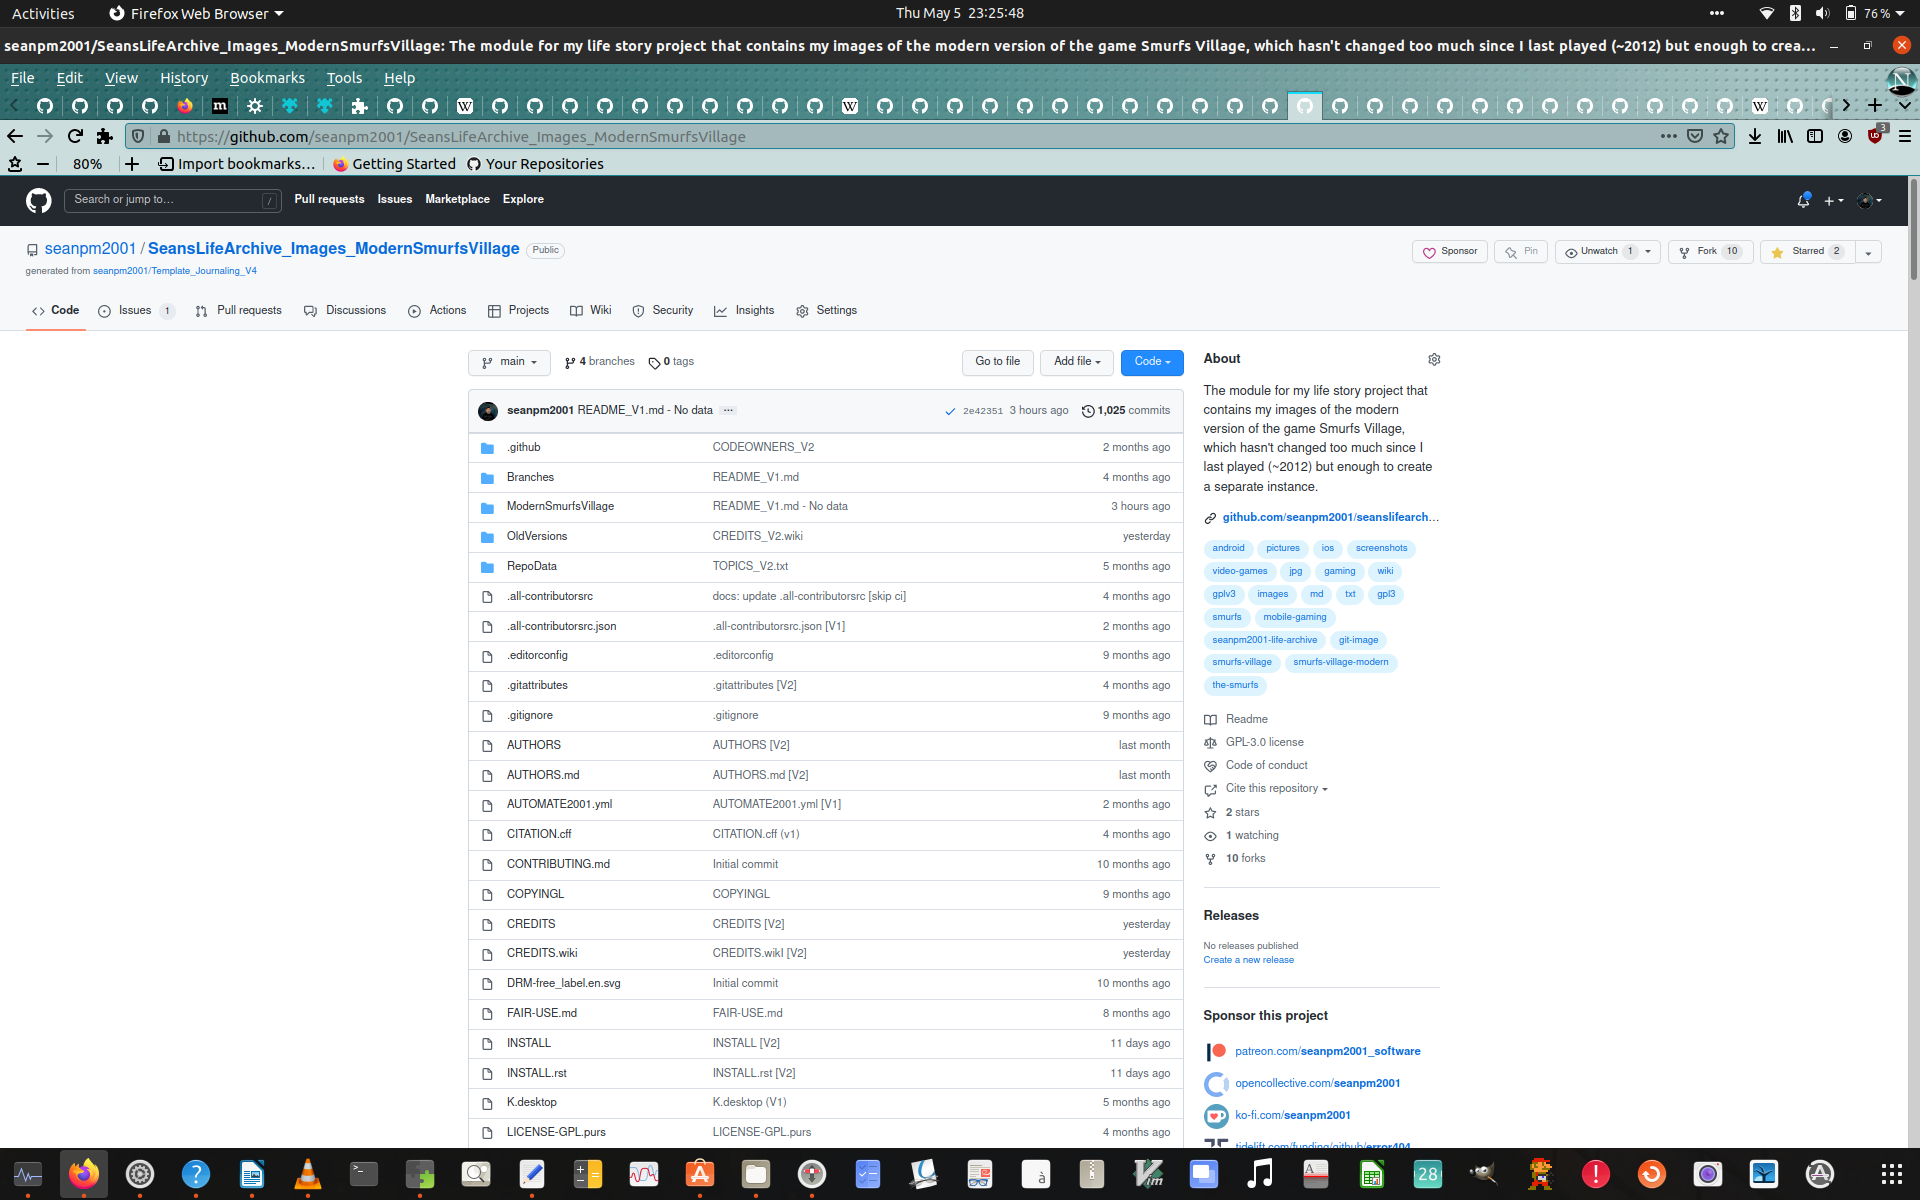 Activities Firefox Web Browser Thu May 5 23:25:48 76 %
seanpm2001/SeansLifeArchive_Images_ModernSmurfsVillage: The module for my life story project that contains my images of the modern version of the game Smurfs Village, which hasn't changed too much since I last played (~2012) but enough to crea...
File Edit View History Bookmarks Tools Help
https://github.com/seanpm2001/SeansLifeArchive_Images_ModernSmurfsVillage 3
80% Import bookmarks... Getting Started Your Repositories
Search or jump to... / Pull requests Issues Marketplace Explore
seanpm2001 / SeansLifeArchive_Images_ModernSmurfsVillage Public
Sponsor Pin Unwatch 1 Fork 10 Starred 2
generated from seanpm2001/Template_Journaling_V4
Code Issues 1 Pull requests Discussions Actions Projects Wiki Security Insights Settings
main 4 branches 0 tags Go to file Add file Code
seanpm2001 README_V1.md - No data ... 2e42351 3 hours ago 1,025 commits
.github CODEOWNERS_V2 2 months ago
Branches README_V1.md 4 months ago
ModernSmurfsVillage README_V1.md - No data 3 hours ago
OldVersions CREDITS_V2.wiki yesterday
RepoData TOPICS_V2.txt 5 months ago
.all-contributorsrc docs: update .all-contributorsrc [skip ci] 4 months ago
.all-contributorsrc.json .all-contributorsrc.json [V1] 2 months ago
.editorconfig .editorconfig 9 months ago
.gitattributes .gitattributes [V2] 4 months ago
.gitignore .gitignore 9 months ago
AUTHORS AUTHORS [V2] last month
AUTHORS.md AUTHORS.md [V2] last month
AUTOMATE2001.yml AUTOMATE2001.yml [V1] 2 months ago
CITATION.cff CITATION.cff (v1) 4 months ago
CONTRIBUTING.md Initial commit 10 months ago
COPYINGL COPYINGL 9 months ago
CREDITS CREDITS [V2] yesterday
CREDITS.wiki CREDITS.wikI [V2] yesterday
DRM-free_label.en.svg Initial commit 10 months ago
FAIR-USE.md FAIR-USE.md 8 months ago
INSTALL INSTALL [V2] 11 days ago
INSTALL.rst INSTALL.rst [V2] 11 days ago
K.desktop K.desktop (V1) 5 months ago
LICENSE-GPL.purs LICENSE-GPL.purs 4 months ago
About
The module for my life story project that
contains my images of the modern
version of the game Smurfs Village,
which hasn't changed too much since I
last played (~2012) but enough to create
a separate instance.
github.com/seanpm2001/seanslifearch...
android pictures ios screenshots
video-games jpg gaming wiki
gplv3 images md txt gpl3
smurfs mobile-gaming
seanpm2001-life-archive git-image
smurfs-village smurfs-village-modern
the-smurfs
Readme
GPL-3.0 license
Code of conduct
Cite this repository
2 stars
1 watching
10 forks
Releases
No releases published
Create a new release
Sponsor this project
patreon.com/seanpm2001_software
opencollective.com/seanpm2001
ko-fi.com/seanpm2001
tidelift.com/funding/github/error404
28